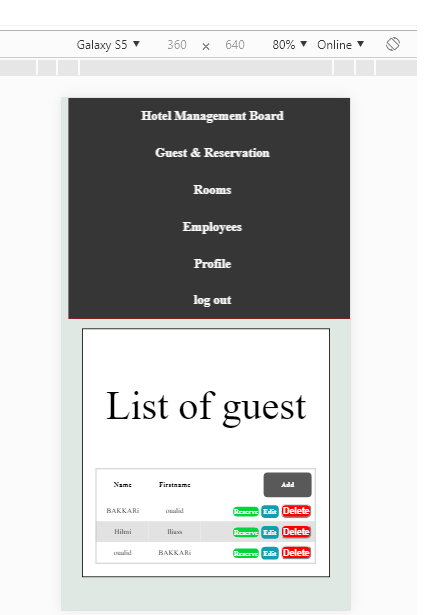 Galaxy S5 ▼ 360 × 640 80% ▼ Online ▼
Hotel Management Board
Guest & Reservation
Rooms
Employees
Profile
log out
List of guest
Name Firstname Add
BAKKARi oualid Reserve Edit Delete
Hilmi Iliass Reserve Edit Delete
oualid BAKKARi Reserve Edit Delete